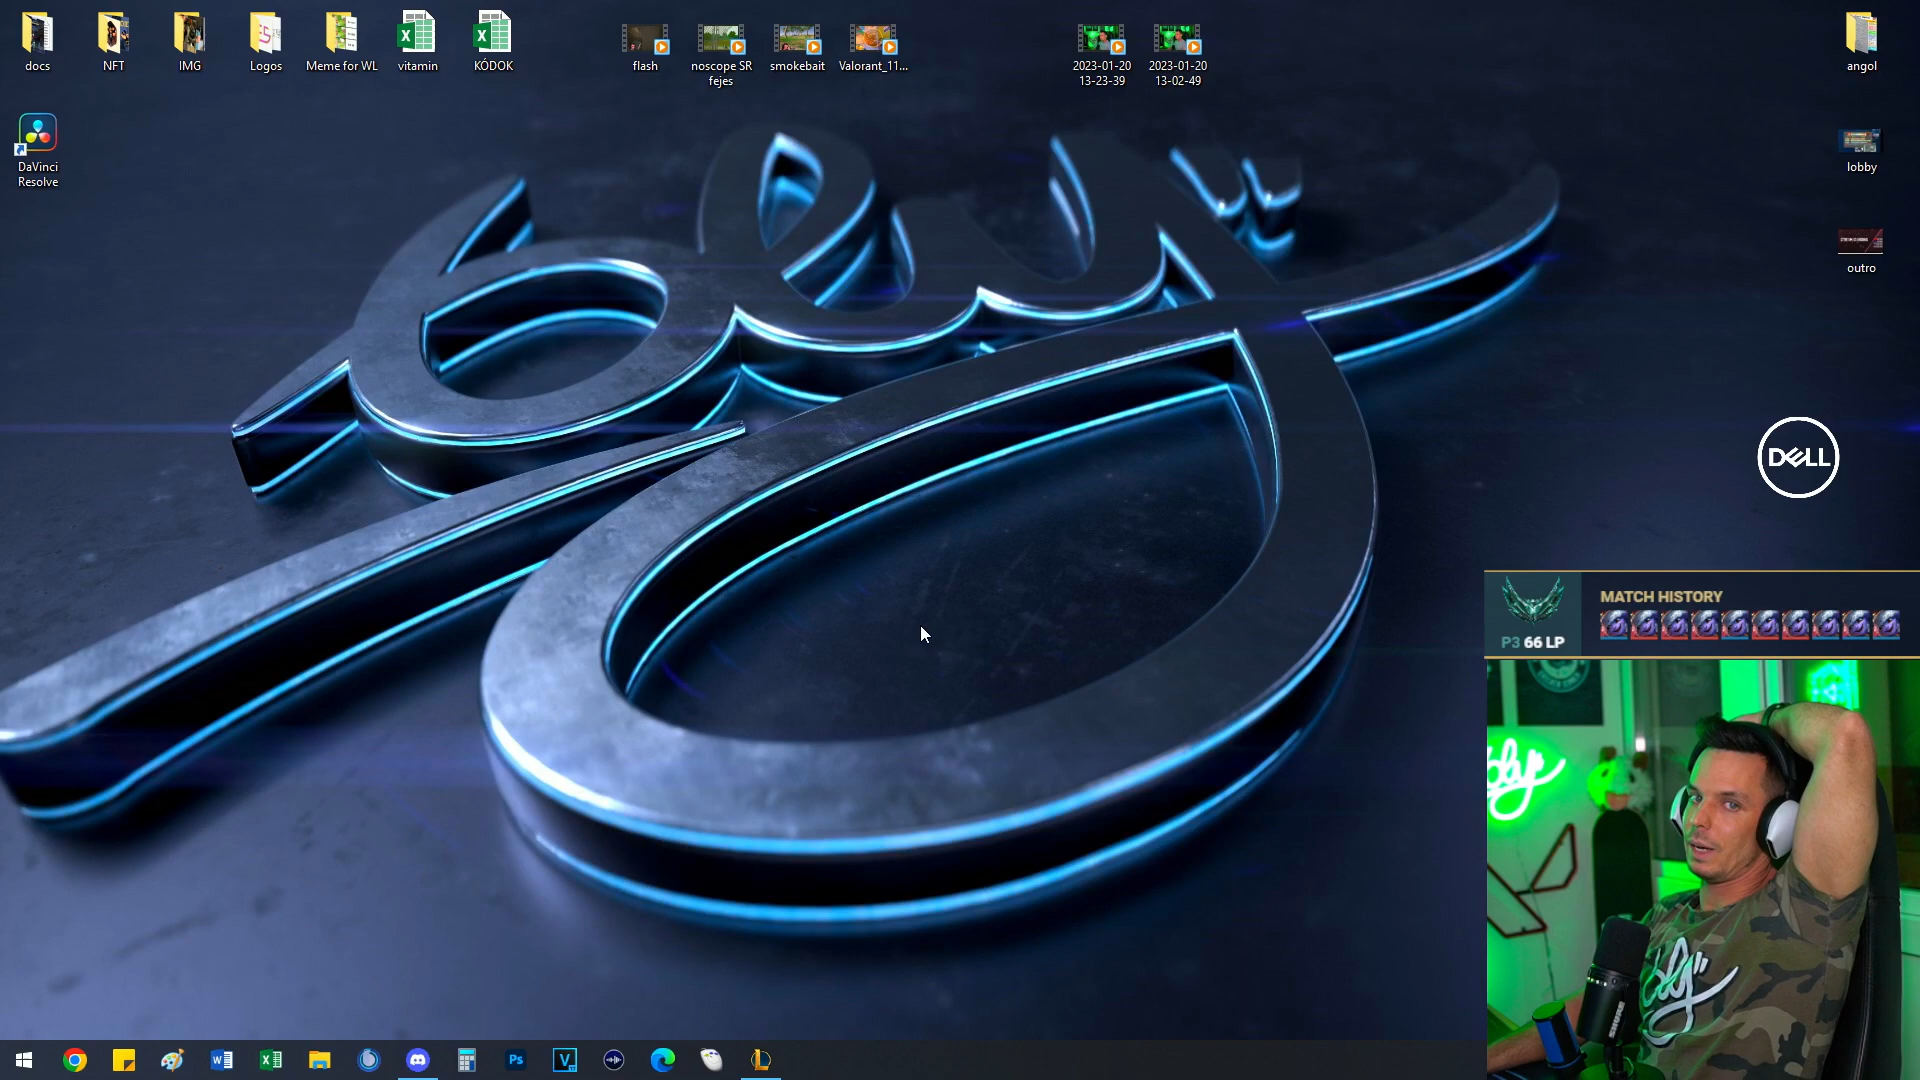 docs
NFT
IMG
Logos
Meme for WL
vitamin
KÓDOK
flash
noscope SR
fejes
smokebait
Valorant_11...
2023-01-20
13-23-39
2023-01-20
13-02-49
angol
DaVinci
Resolve
lobby
outro
DELL
MATCH HISTORY
P3 66 LP
SHURE
Ps